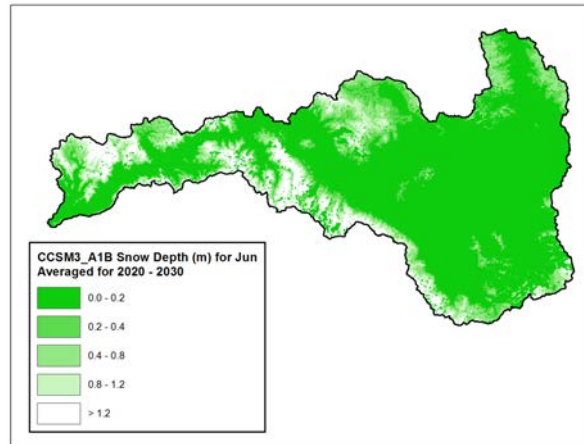 CCSM3_A1B Snow Depth (m) for Jun
Averaged for 2020 - 2030
0.0 - 0.2
0.2 - 0.4
0.4 - 0.8
0.8 - 1.2
> 1.2